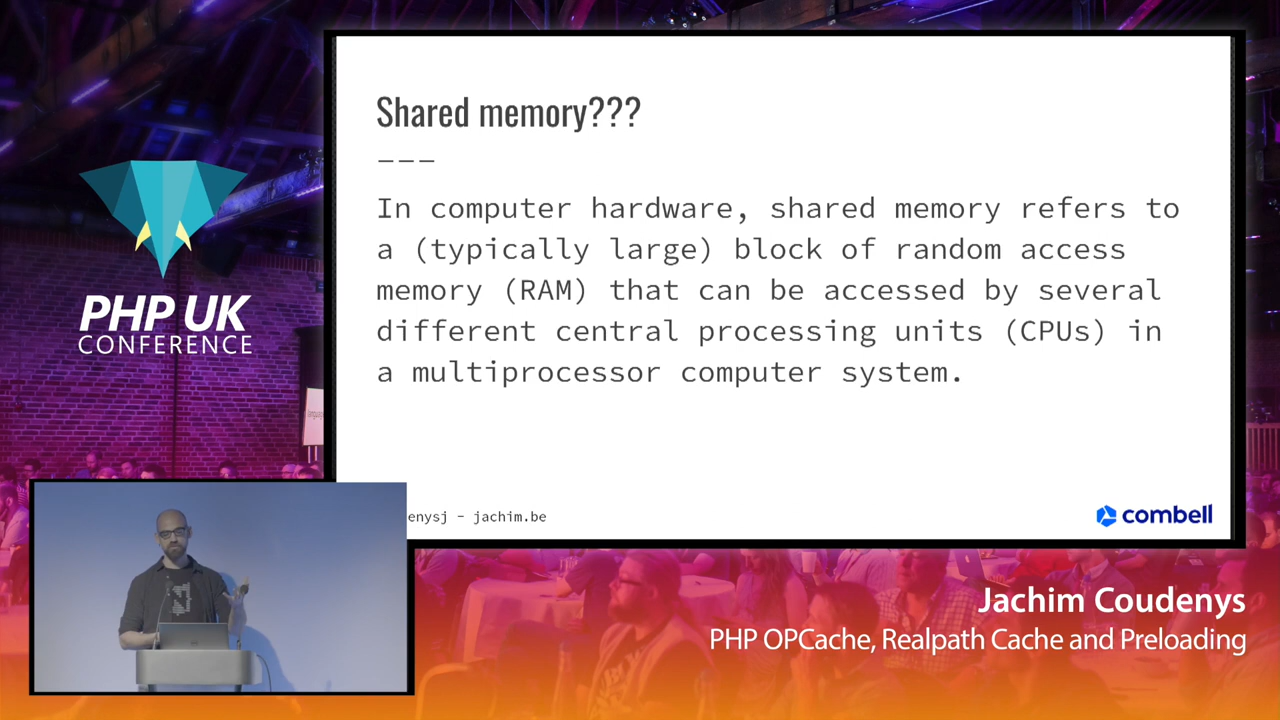 Shared memory???
———
In computer hardware, shared memory refers to
a (typically large) block of random access
memory (RAM) that can be accessed by several
different central processing units (CPUs) in
a multiprocessor computer system.
PHP UK
CONFERENCE
enysj - jachim.be
combell
Jachim Coudenys
PHP OPCache, Realpath Cache and Preloading